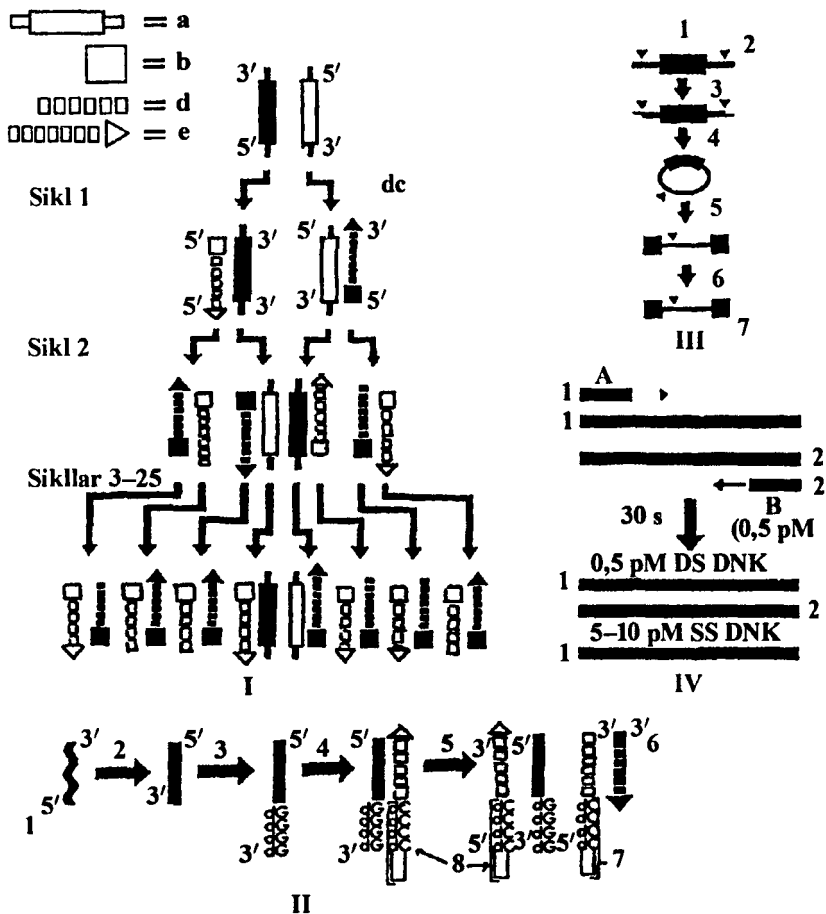 = a
= b
= d
= e
3′ 5′
5′ 3′
Sikl 1
dc
5′ 3′ 5′ 3′
5′ 3′ 3′ 5′
Sikl 2
Sikllar 3–25
I
1 2
3
4
5
6
7
III
A
1
1
2
2
B
30 s
(0,5 pM
0,5 pM DS DNK
1
2
5–10 pM SS DNK
1
IV
3′ 2 5′ 3 5′ 4 5′ 5 3′ 5′ 3′ 3′ 6
5′ 3′
1
3′ 3′ 8 5′ 3′ 5′ 7
II